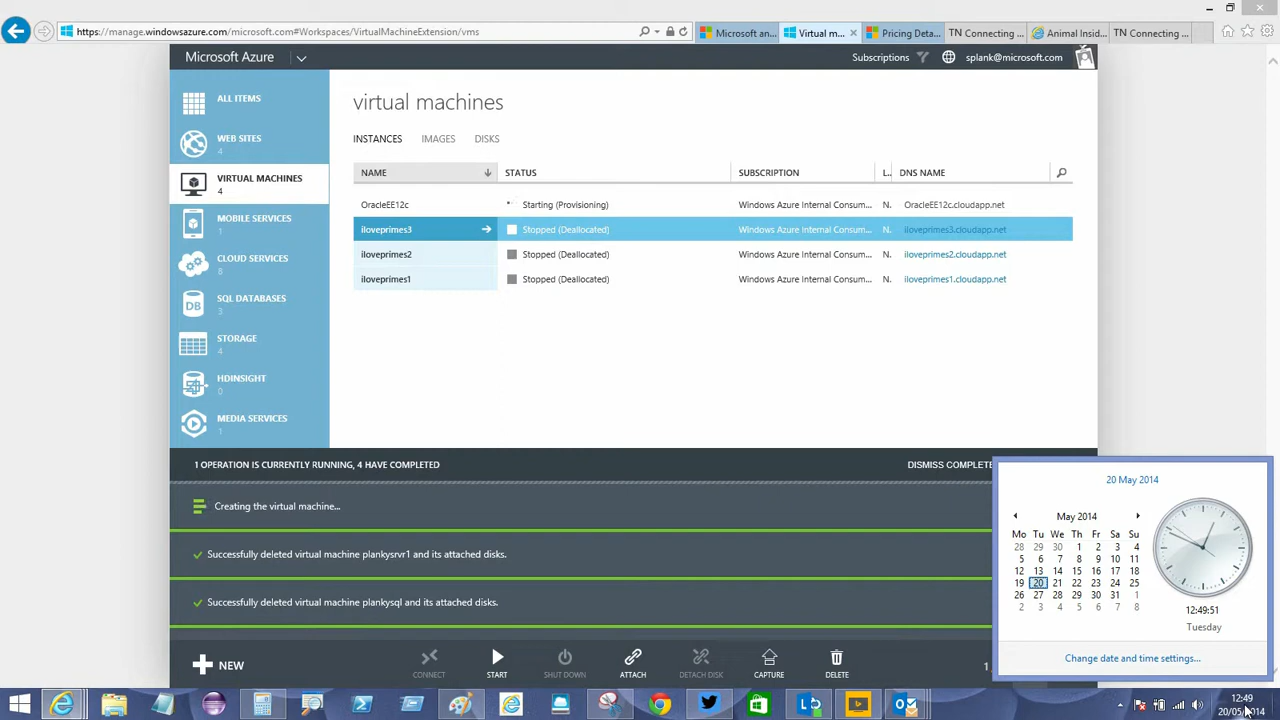 https://manage.windowsazure.com/microsoft.com#Workspaces/VirtualMachineExtension/vms
Microsoft an...
Virtual m...
Pricing Deta...
TN Connecting ...
Animal Insid...
TN Connecting ...
Microsoft Azure
Subscriptions
splank@microsoft.com
ALL ITEMS
WEB SITES
4
VIRTUAL MACHINES
4
MOBILE SERVICES
1
CLOUD SERVICES
8
SQL DATABASES
3
DB
STORAGE
4
HDINSIGHT
0
MEDIA SERVICES
1
virtual machines
INSTANCES IMAGES DISKS
NAME STATUS SUBSCRIPTION L.. DNS NAME
OracleEE12c Starting (Provisioning) Windows Azure Internal Consum... N. OracleEE12c.cloudapp.net
iloveprimes3 Stopped (Deallocated) Windows Azure Internal Consum... N. iloveprimes3.cloudapp.net
iloveprimes2 Stopped (Deallocated) Windows Azure Internal Consum... N. iloveprimes2.cloudapp.net
iloveprimes1 Stopped (Deallocated) Windows Azure Internal Consum... N. iloveprimes1.cloudapp.net
1 OPERATION IS CURRENTLY RUNNING, 4 HAVE COMPLETED
DISMISS COMPLETE
Creating the virtual machine...
Successfully deleted virtual machine plankysrvr1 and its attached disks.
Successfully deleted virtual machine plankysql and its attached disks.
NEW
CONNECT
START
SHUT DOWN
ATTACH
DETACH DISK
CAPTURE
DELETE
1
20 May 2014
May 2014
Mo Tu We Th Fr Sa Su
28 29 30 1 2 3 4
5 6 7 8 9 10 11
12 13 14 15 16 17 18
19 20 21 22 23 24 25
26 27 28 29 30 31 1
2 3 4 5 6 7 8
12:49:51
Tuesday
Change date and time settings...
12:49